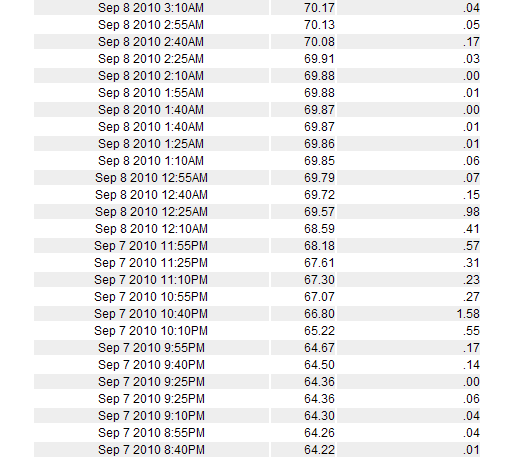 Sep 8 2010 3:10AM 70.17 .04
Sep 8 2010 2:55AM 70.13 .05
Sep 8 2010 2:40AM 70.08 .17
Sep 8 2010 2:25AM 69.91 .03
Sep 8 2010 2:10AM 69.88 .00
Sep 8 2010 1:55AM 69.88 .01
Sep 8 2010 1:40AM 69.87 .00
Sep 8 2010 1:40AM 69.87 .01
Sep 8 2010 1:25AM 69.86 .01
Sep 8 2010 1:10AM 69.85 .06
Sep 8 2010 12:55AM 69.79 .07
Sep 8 2010 12:40AM 69.72 .15
Sep 8 2010 12:25AM 69.57 .98
Sep 8 2010 12:10AM 68.59 .41
Sep 7 2010 11:55PM 68.18 .57
Sep 7 2010 11:25PM 67.61 .31
Sep 7 2010 11:10PM 67.30 .23
Sep 7 2010 10:55PM 67.07 .27
Sep 7 2010 10:40PM 66.80 1.58
Sep 7 2010 10:10PM 65.22 .55
Sep 7 2010 9:55PM 64.67 .17
Sep 7 2010 9:40PM 64.50 .14
Sep 7 2010 9:25PM 64.36 .00
Sep 7 2010 9:25PM 64.36 .06
Sep 7 2010 9:10PM 64.30 .04
Sep 7 2010 8:55PM 64.26 .04
Sep 7 2010 8:40PM 64.22 .01